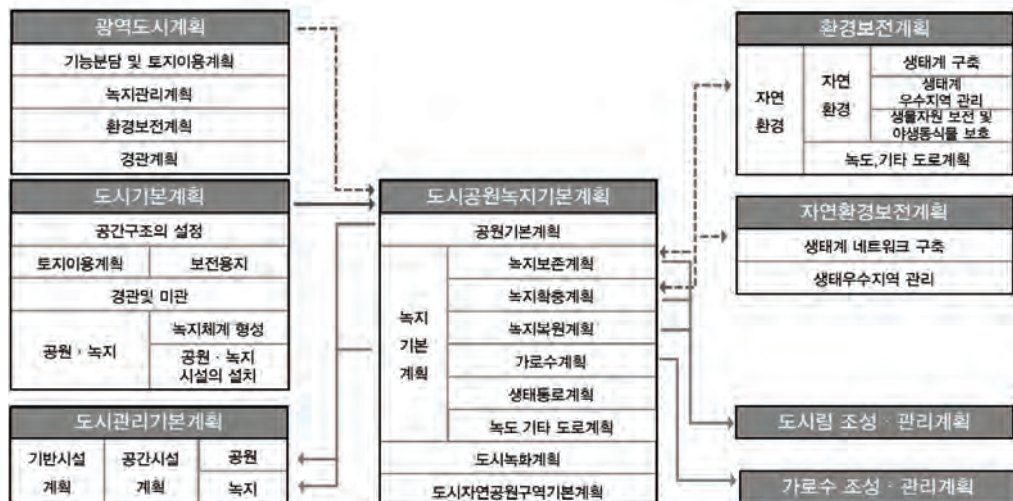 광역도시계획
기능분담 및 토지이용계획
녹지관리계획
환경보전계획
경관계획
도시기본계획
공간구조의 설정
토지이용계획
보전용지
경관및 미관
공원 · 녹지
녹지체계 형성
공원 · 녹지
시설의 설치
도시관리기본계획
기반시설
계획
공간시설
계획
공원
녹지
도시공원녹지기본계획
공원기본계획
녹지
기본
계획
녹지보존계획
녹지확충계획
녹지복원계획
가로수계획
생태통로계획
녹도 기타 도로계획
도시녹화계획
도시자연공원구역기본계획
환경보전계획
자연
환경
자연
환경
생태계 구축
생태계
우수지역 관리
생물자원 보전 및
야생동식물 보호
녹도,기타 도로계획
자연환경보전계획
생태계 네트워크 구축
생태우수지역 관리
도시림 조성 · 관리계획
가로수 조성 · 관리계획